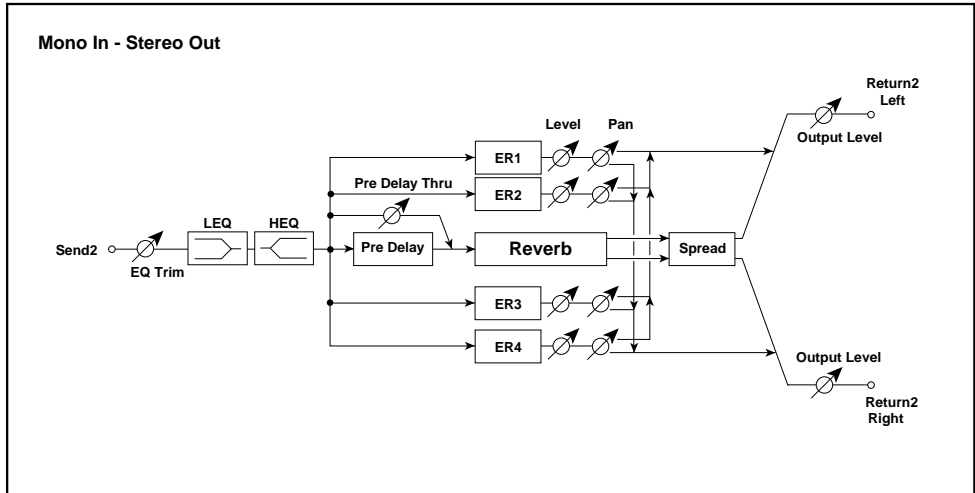 Mono In - Stereo Out
Return2
Left
Level
Pan
Output Level
ER1
Pre Delay Thru
ER2
LEQ
HEQ
Send2
EQ Trim
Pre Delay
Reverb
Spread
ER3
ER4
Output Level
Return2
Right